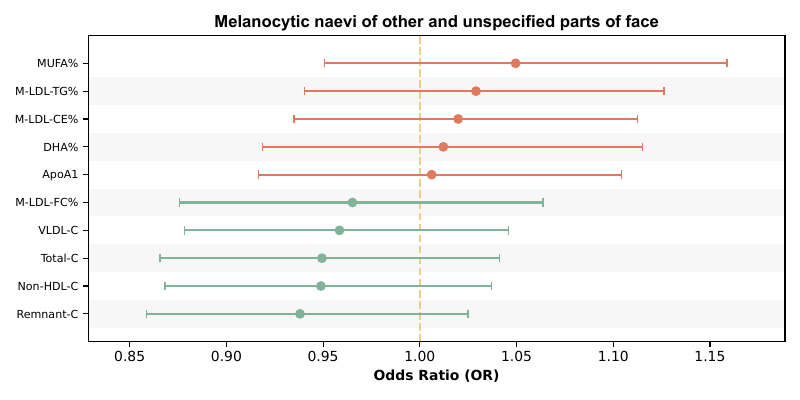 Melanocytic naevi of other and unspecified parts of face
MUFA%
M-LDL-TG%
M-LDL-CE%
DHA%
ApoA1
M-LDL-FC%
VLDL-C
Total-C
Non-HDL-C
Remnant-C
0.85 0.90 0.95 1.00 1.05 1.10 1.15
Odds Ratio (OR)